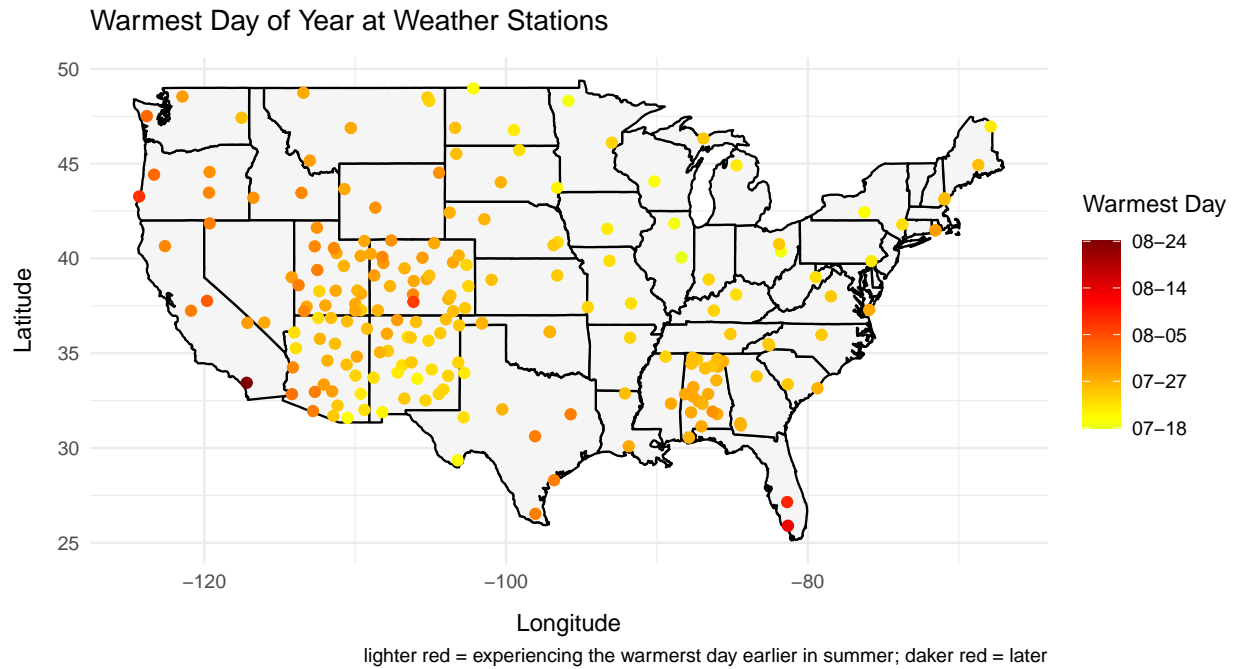 Warmest Day of Year at Weather Stations
50
45
40
35
30
25
Latitude
−120
−100
−80
Longitude
Warmest Day
08−24
08−14
08−05
07−27
07−18
lighter red = experiencing the warmerst day earlier in summer; daker red = later